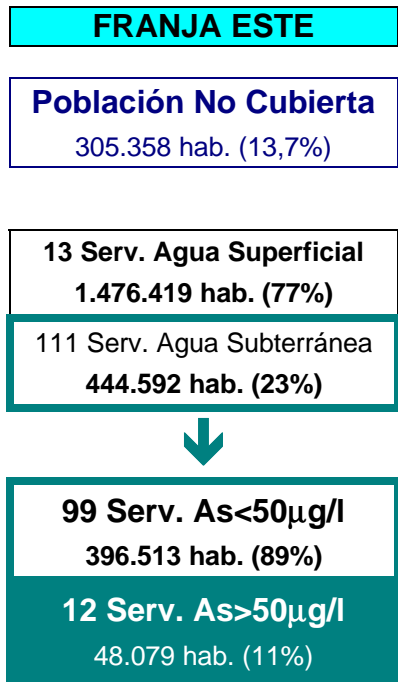 FRANJA ESTE
Población No Cubierta
305.358 hab. (13,7%)
13 Serv. Agua Superficial
1.476.419 hab. (77%)
111 Serv. Agua Subterránea
444.592 hab. (23%)
99 Serv. As<50μg/l
396.513 hab. (89%)
12 Serv. As>50μg/l
48.079 hab. (11%)